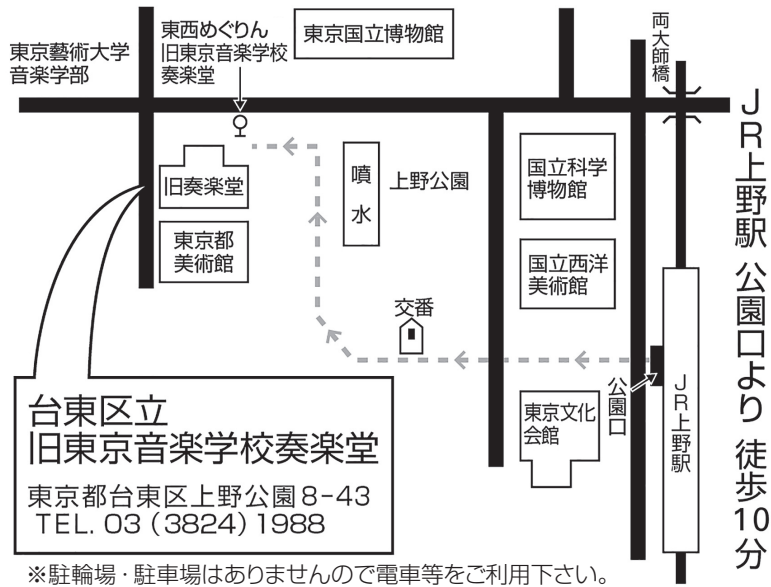 東京藝術大学
音楽学部
東西めぐりん
旧東京音楽学校
奏楽堂
東京国立博物館
両大師橋
旧奏楽堂
東京都
美術館
噴水
上野公園
国立科学
博物館
国立西洋
美術館
交番
東京文化
会館
公園口
JR上野駅
JR上野駅 公園口より 徒歩10分
台東区立
旧東京音楽学校奏楽堂
東京都台東区上野公園8-43
TEL. 03(3824)1988
※駐輪場・駐車場はありませんので電車等をご利用下さい。